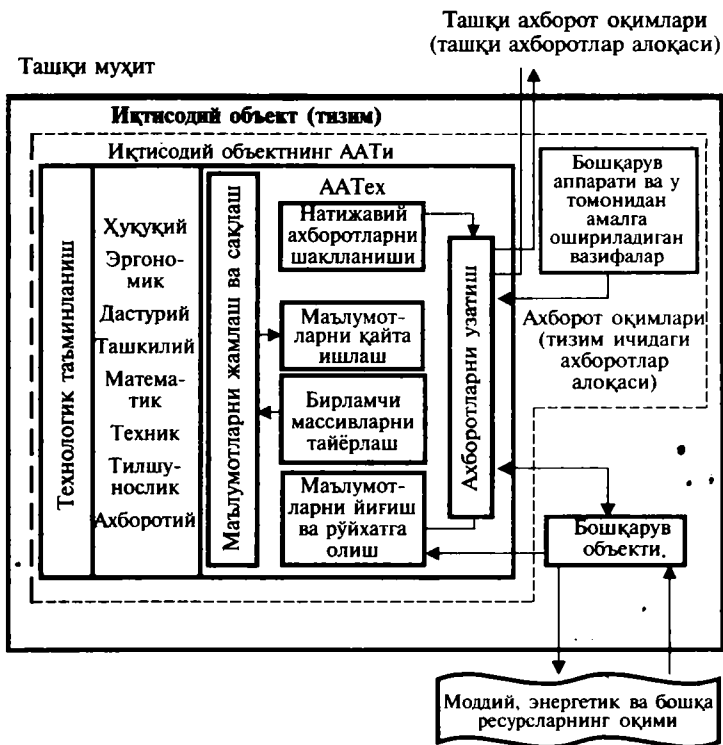 Ташқи ахборот оқимлари
(ташқи ахборотлар алоқаси)
Ташқи муҳит
Иқтисодий объект (тизим)
Иқтисодий объектнинг ААТи
Технологик таъминланиш
Ҳуқуқий
Эргоно-
мик
Дастурий
Ташкилий
Матема-
тик
Техник
Тилшу-
нослик
Ахборотий
Маълумотларни жамлаш ва сақлаш
ААТех
Натижавий
ахборотларни
шаклланиши
Маълумот-
ларни қайта
ишлаш
Бирламчи
массивларни
тайёрлаш
Маълумот-
ларни йиғиш
ва рўйхатга
олиш
Ахборотларни узатиш
Бошқарув
аппарати ва у
томонидан
амалга
ошириладиган
вазифалар
Ахборот оқимлари
(тизим ичидаги
ахборотлар
алоқаси)
Бошқарув
объекти.
Моддий, энергетик ва бошқа
ресурсларнинг оқими